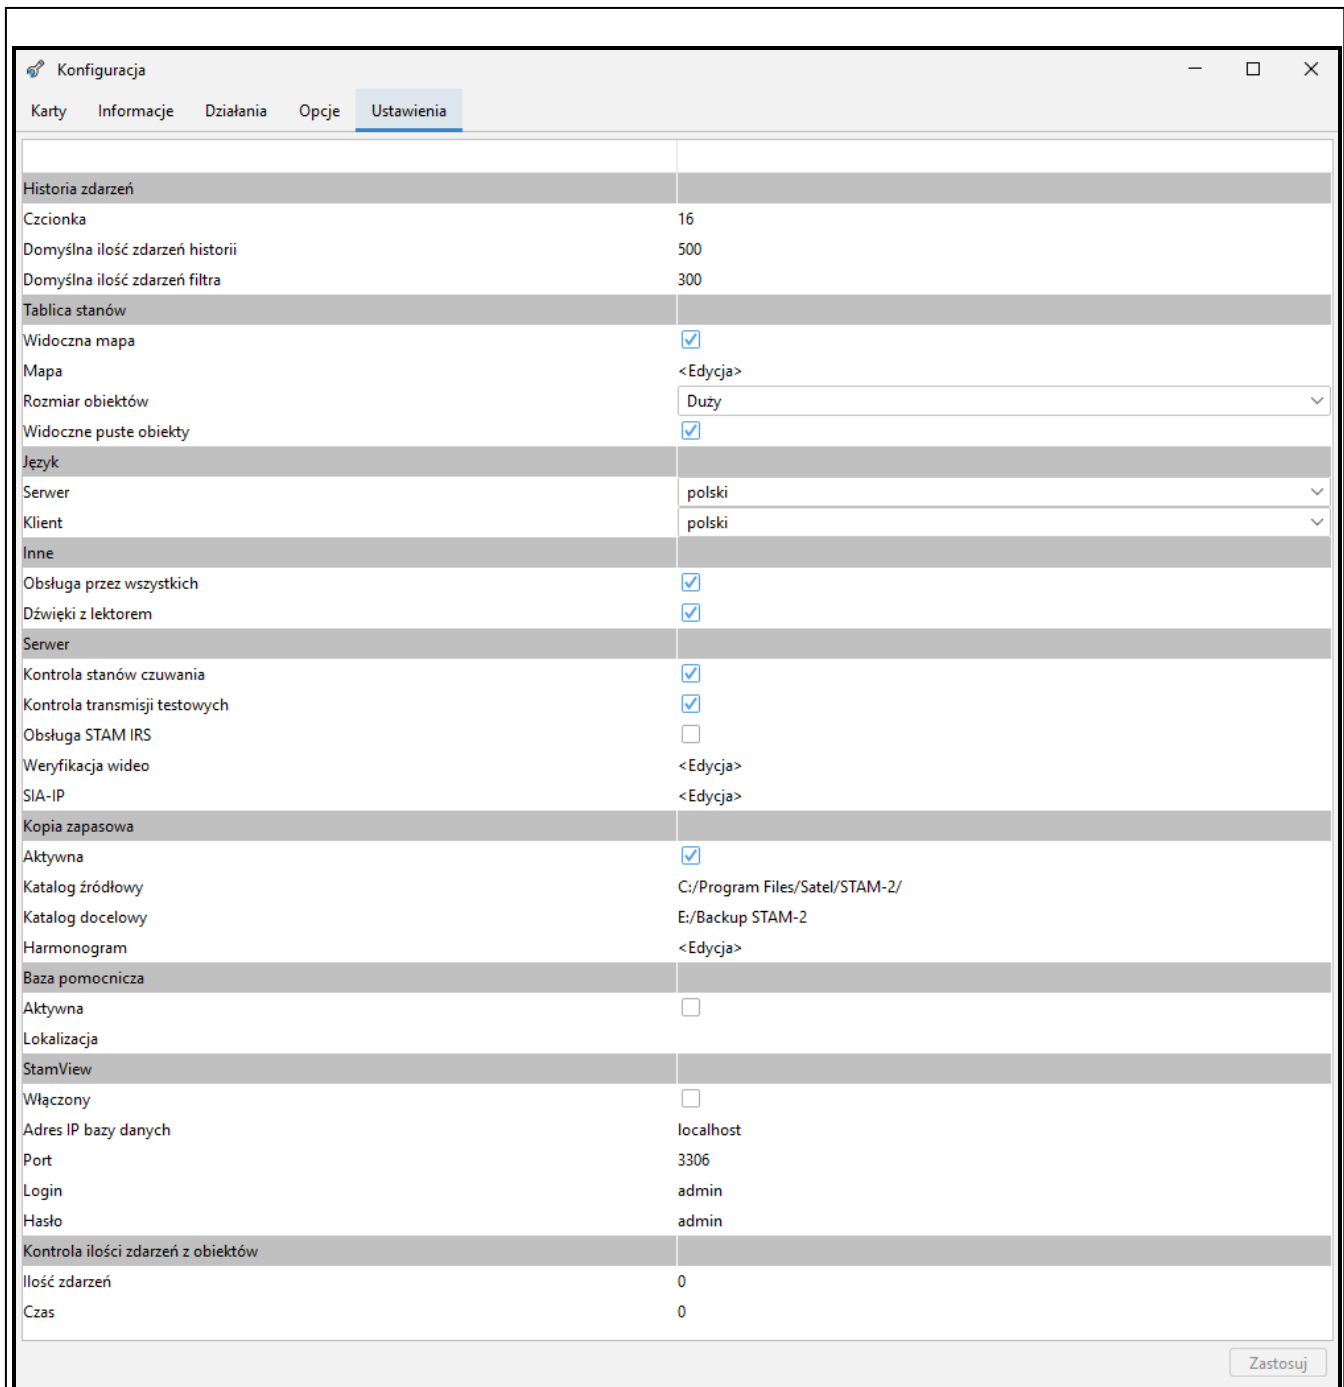 Konfiguracja
Karty Informacje Działania Opcje Ustawienia
Historia zdarzeń
Czcionka 16
Domyślna ilość zdarzeń historii 500
Domyślna ilość zdarzeń filtra 300
Tablica stanów
Widoczna mapa
Mapa <Edycja>
Rozmiar obiektów Duży
Widoczne puste obiekty
Język
Serwer polski
Klient polski
Inne
Obsługa przez wszystkich
Dźwięki z lektorem
Serwer
Kontrola stanów czuwania
Kontrola transmisji testowych
Obsługa STAM IRS
Weryfikacja wideo <Edycja>
SIA-IP <Edycja>
Kopia zapasowa
Aktywna
Katalog źródłowy C:/Program Files/Satel/STAM-2/
Katalog docelowy E:/Backup STAM-2
Harmonogram <Edycja>
Baza pomocnicza
Aktywna
Lokalizacja
StamView
Włączony
Adres IP bazy danych localhost
Port 3306
Login admin
Hasło admin
Kontrola ilości zdarzeń z obiektów
Ilość zdarzeń 0
Czas 0
Zastosuj